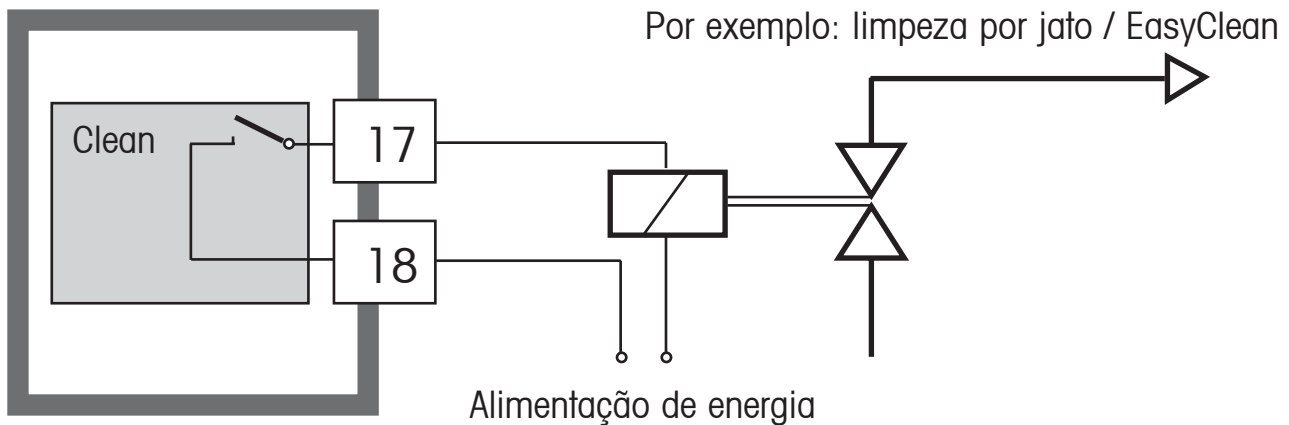 Por exemplo: limpeza por jato / EasyClean
Clean
17
18
Alimentação de energia